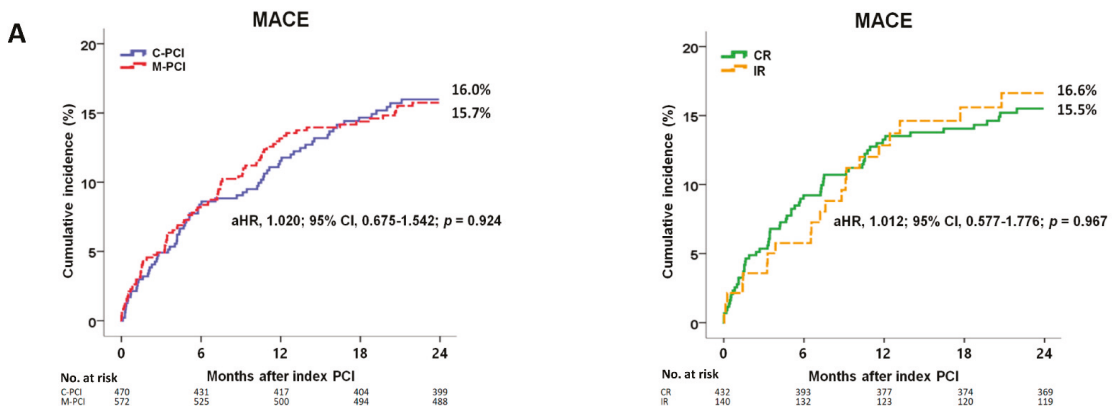 A
MACE
20
15
10
5
0
Cumulative incidence (%)
C-PCI
M-PCI
16.0%
15.7%
aHR, 1.020; 95% CI, 0.675-1.542; p = 0.924
0 6 12 18 24
Months after index PCI
No. at risk
C-PCI 470 431 417 404 399
M-PCI 572 525 500 494 488
MACE
20
15
10
5
0
Cumulative incidence (%)
CR
IR
16.6%
15.5%
aHR, 1.012; 95% CI, 0.577-1.776; p = 0.967
0 6 12 18 24
Months after index PCI
No. at risk
CR 432 393 377 374 369
IR 140 132 123 120 119